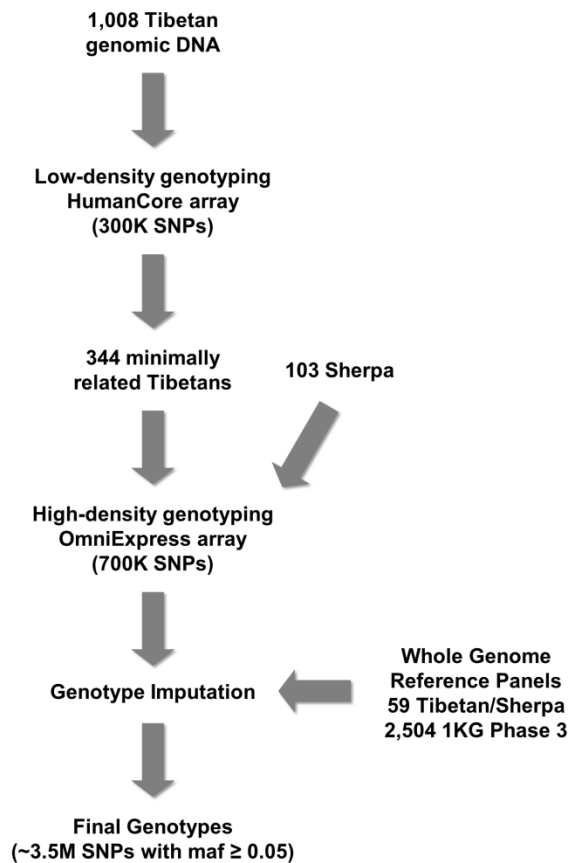 1,008 Tibetan
genomic DNA
Low-density genotyping
HumanCore array
(300K SNPs)
344 minimally
related Tibetans
103 Sherpa
High-density genotyping
OmniExpress array
(700K SNPs)
Genotype Imputation
Whole Genome
Reference Panels
59 Tibetan/Sherpa
2,504 1KG Phase 3
Final Genotypes
(~3.5M SNPs with maf ≥ 0.05)